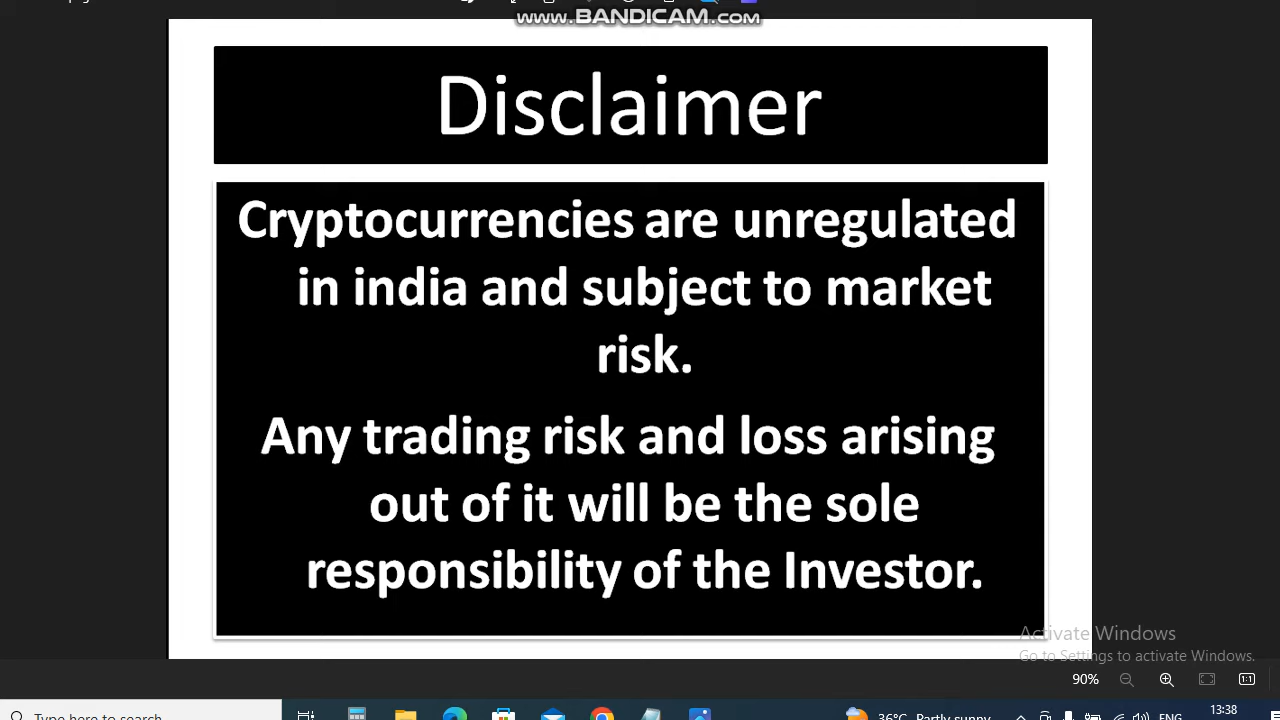 www.BANDICAM.com
Disclaimer
Cryptocurrencies are unregulated
in india and subject to market
risk.
Any trading risk and loss arising
out of it will be the sole
responsibility of the Investor.
Activate Windows
Go to Settings to activate Windows.
90%
Type here to search
36°C Partly sunny
ENG
13:38